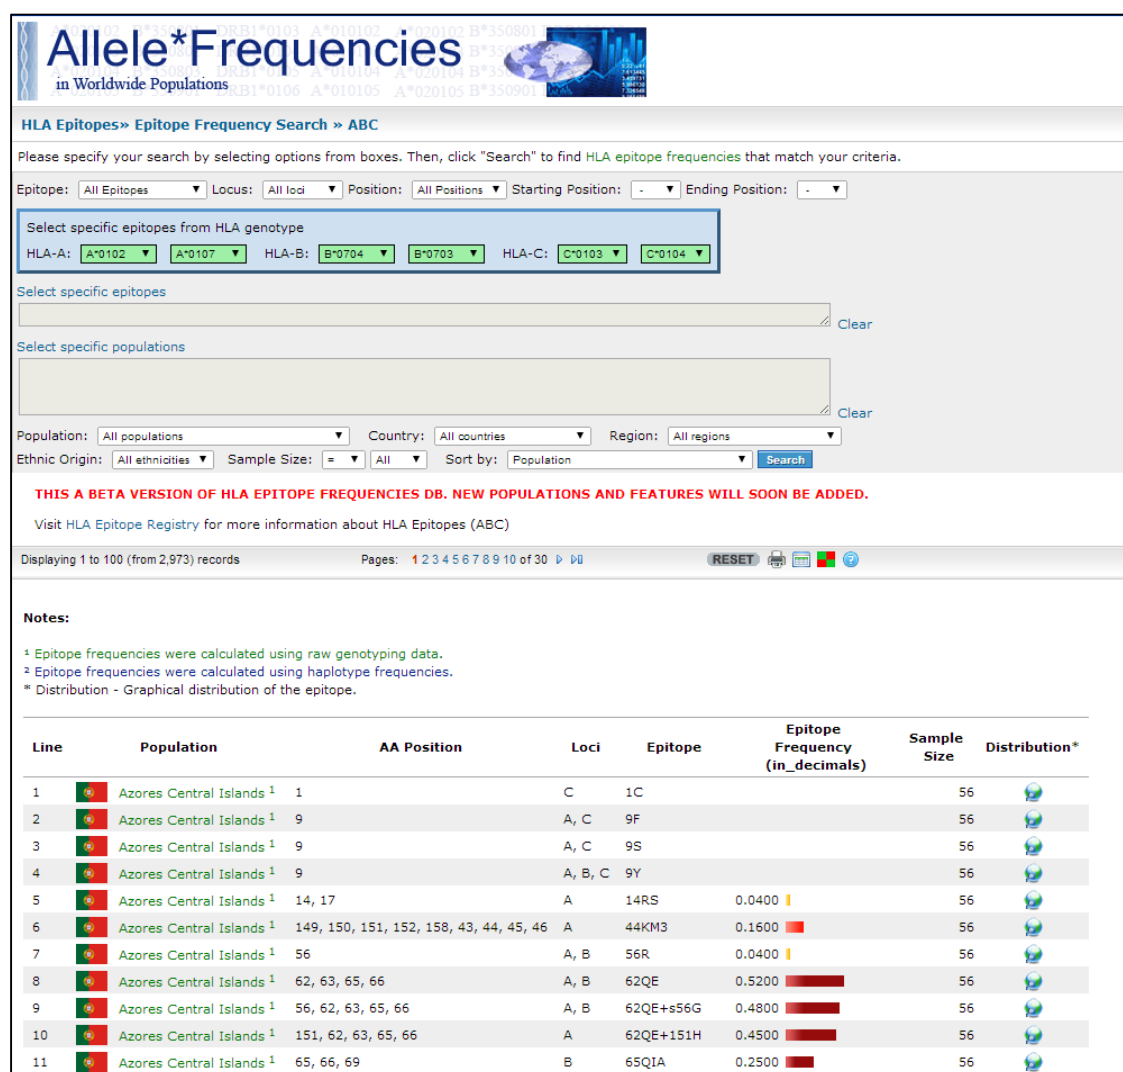 Allele*Frequencies
in Worldwide Populations
HLA Epitopes» Epitope Frequency Search » ABC
Please specify your search by selecting options from boxes. Then, click "Search" to find HLA epitope frequencies that match your criteria.
Epitope: All Epitopes ▼ Locus: All loci ▼ Position: All Positions ▼ Starting Position: - ▼ Ending Position: - ▼
Select specific epitopes from HLA genotype
HLA-A: A*0102 ▼ A*0107 ▼ HLA-B: B*0704 ▼ B*0703 ▼ HLA-C: C*0103 ▼ C*0104 ▼
Select specific epitopes
Clear
Select specific populations
Clear
Population: All populations ▼ Country: All countries ▼ Region: All regions ▼
Ethnic Origin: All ethnicities ▼ Sample Size: = ▼ All ▼ Sort by: Population ▼ Search
THIS A BETA VERSION OF HLA EPITOPE FREQUENCIES DB. NEW POPULATIONS AND FEATURES WILL SOON BE ADDED.
Visit HLA Epitope Registry for more information about HLA Epitopes (ABC)
Displaying 1 to 100 (from 2,973) records Pages: 1 2 3 4 5 6 7 8 9 10 of 30 RESET ?
Notes:
¹ Epitope frequencies were calculated using raw genotyping data.
² Epitope frequencies were calculated using haplotype frequencies.
* Distribution - Graphical distribution of the epitope.
Line Population AA Position Loci Epitope Epitope Frequency (in_decimals) Sample Size Distribution*
1 Azores Central Islands ¹ 1 C 1C 56
2 Azores Central Islands ¹ 9 A, C 9F 56
3 Azores Central Islands ¹ 9 A, C 9S 56
4 Azores Central Islands ¹ 9 A, B, C 9Y 56
5 Azores Central Islands ¹ 14, 17 A 14RS 0.0400 56
6 Azores Central Islands ¹ 149, 150, 151, 152, 158, 43, 44, 45, 46 A 44KM3 0.1600 56
7 Azores Central Islands ¹ 56 A, B 56R 0.0400 56
8 Azores Central Islands ¹ 62, 63, 65, 66 A, B 62QE 0.5200 56
9 Azores Central Islands ¹ 56, 62, 63, 65, 66 A, B 62QE+s56G 0.4800 56
10 Azores Central Islands ¹ 151, 62, 63, 65, 66 A 62QE+151H 0.4500 56
11 Azores Central Islands ¹ 65, 66, 69 B 65QIA 0.2500 56